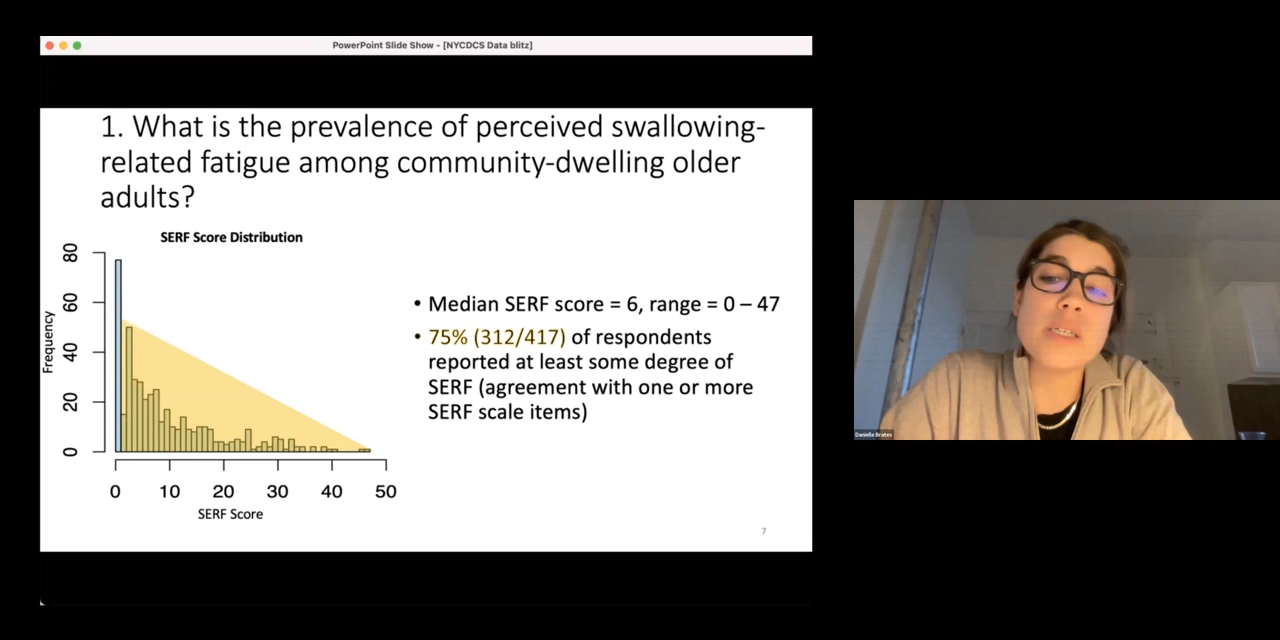 PowerPoint Slide Show - [NYCDCS Data blitz]
1. What is the prevalence of perceived swallowing-
related fatigue among community-dwelling older
adults?
SERF Score Distribution
Frequency
80
60
40
20
0
0 10 20 30 40 50
SERF Score
• Median SERF score = 6, range = 0 – 47
• 75% (312/417) of respondents
reported at least some degree of
SERF (agreement with one or more
SERF scale items)
7
Danielle Brates